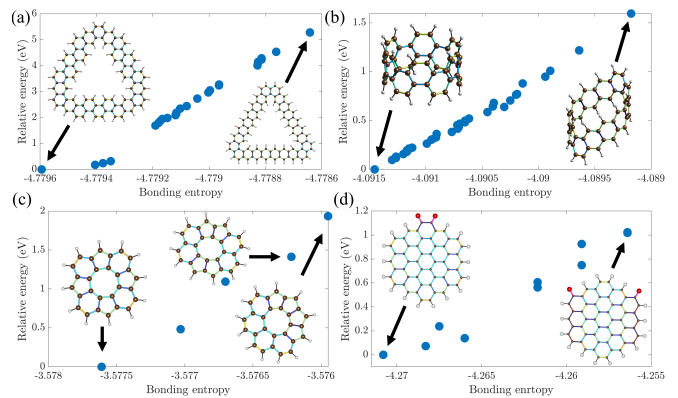 (a)
6
5
4
3
2
1
0
Relative energy (eV)
-4.7796 -4.7794 -4.7792 -4.779 -4.7788 -4.7786
Bonding entropy
(b)
1.5
1
0.5
0
Relative energy (eV)
-4.0915 -4.091 -4.0905 -4.09 -4.0895 -4.089
Bonding entropy
(c)
2
1.5
1
0.5
0
Relative energy (eV)
-3.578 -3.5775 -3.577 -3.5765 -3.576
Bonding entropy
(d)
1.2
1
0.8
0.6
0.4
0.2
0
Relative energy (eV)
-4.27 -4.265 -4.26 -4.255
Bonding enrtopy